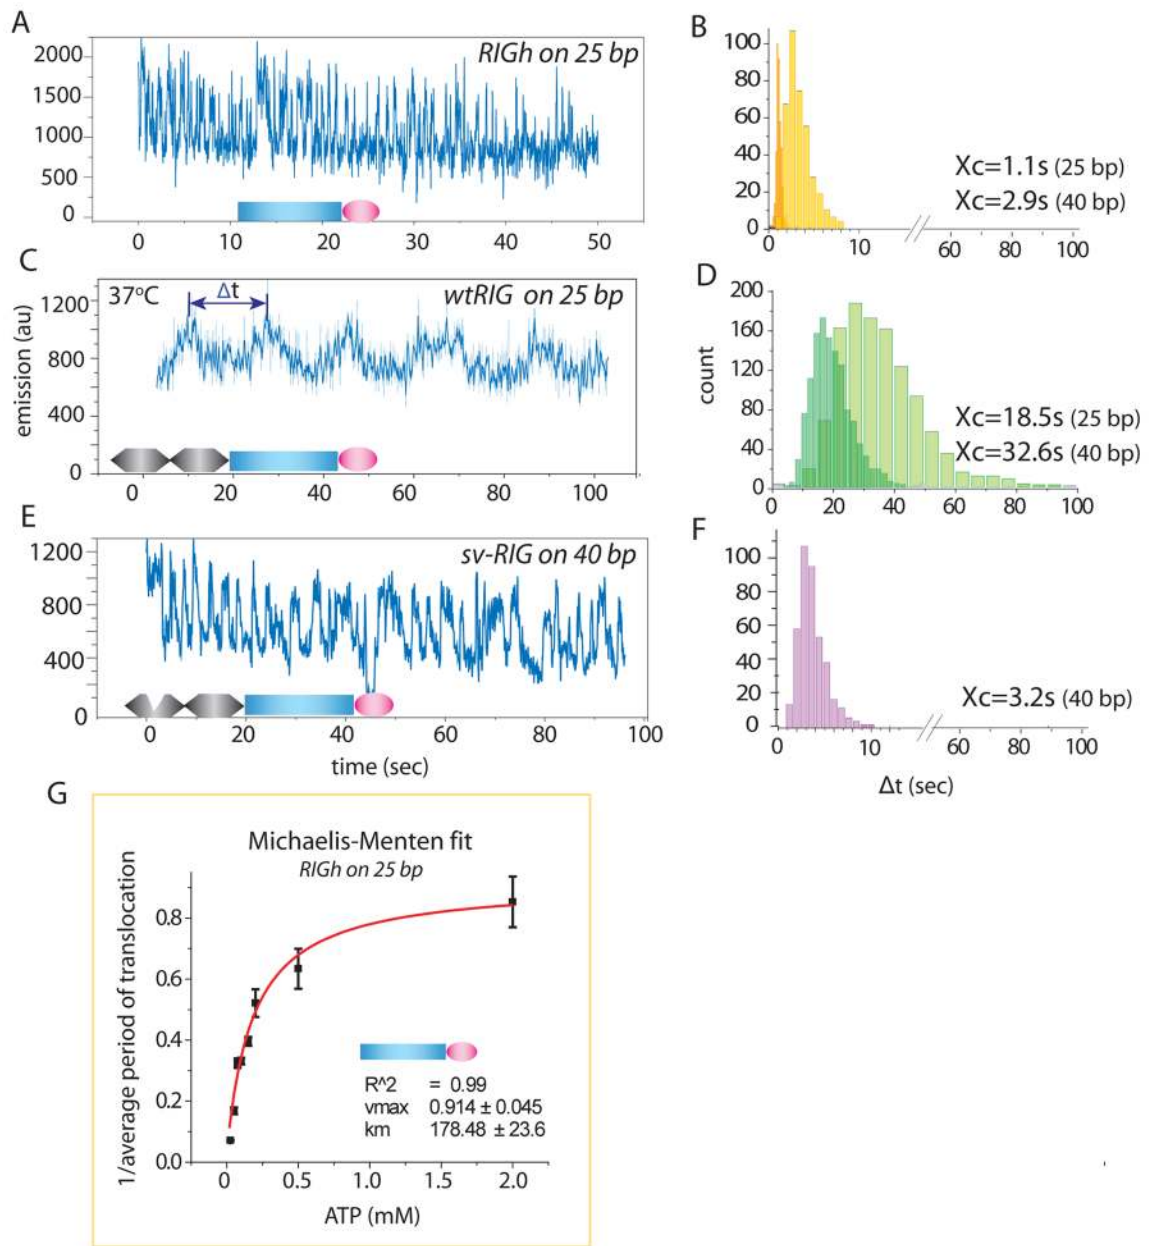 A
RIGh on 25 bp
2000
1500
1000
500
0
0 10 20 30 40 50
B
100
80
60
40
20
0
Xc=1.1s (25 bp)
Xc=2.9s (40 bp)
0 10 60 80 100
C
37°C
Δt
wtRIG on 25 bp
1200
800
400
0
emission (au)
0 20 40 60 80 100
D
200
160
120
80
40
0
count
Xc=18.5s (25 bp)
Xc=32.6s (40 bp)
0 20 40 60 80 100
E
sv-RIG on 40 bp
1200
800
400
0
0 20 40 60 80 100
time (sec)
F
100
80
60
40
20
0
Xc=3.2s (40 bp)
0 10 60 80 100
Δt (sec)
G
Michaelis-Menten fit
RIGh on 25 bp
1/average period of translocation
0.8
0.6
0.4
0.2
0.0
R^2 = 0.99
vmax 0.914 ± 0.045
km 178.48 ± 23.6
0 0.5 1.0 1.5 2.0
ATP (mM)